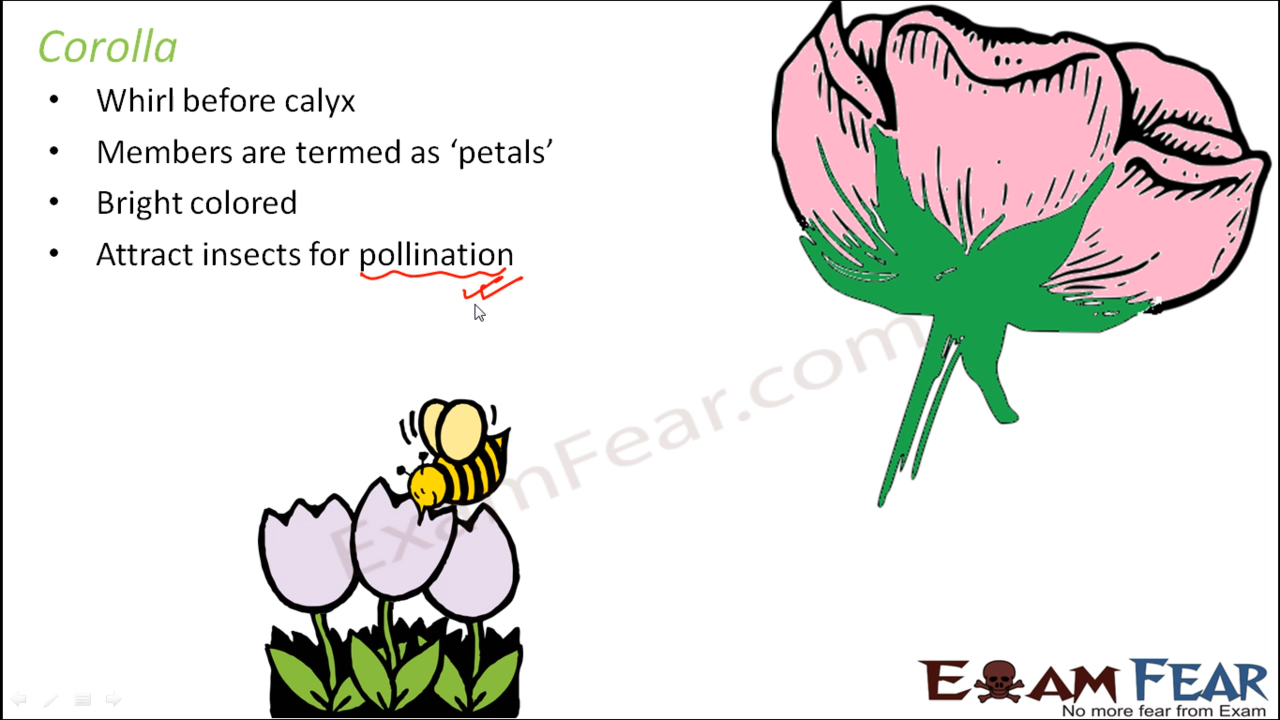 Corolla
• Whirl before calyx
• Members are termed as ‘petals’
• Bright colored
• Attract insects for pollination
ExamFear.com
EXAM FEAR
No more fear from Exam